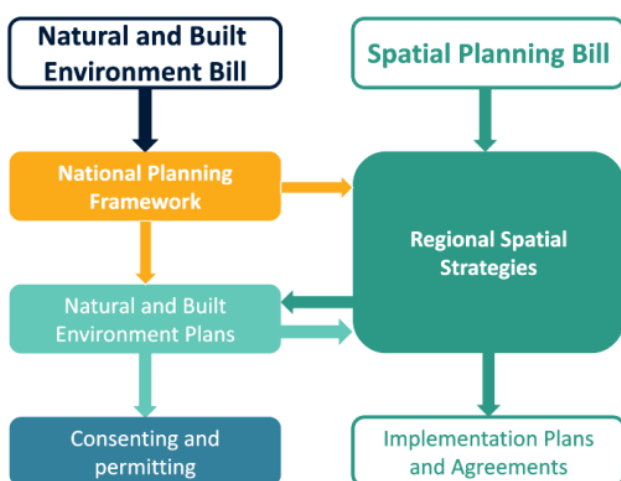 Natural and Built
Environment Bill
Spatial Planning Bill
National Planning
Framework
Regional Spatial
Strategies
Natural and Built
Environment Plans
Consenting and
permitting
Implementation Plans
and Agreements